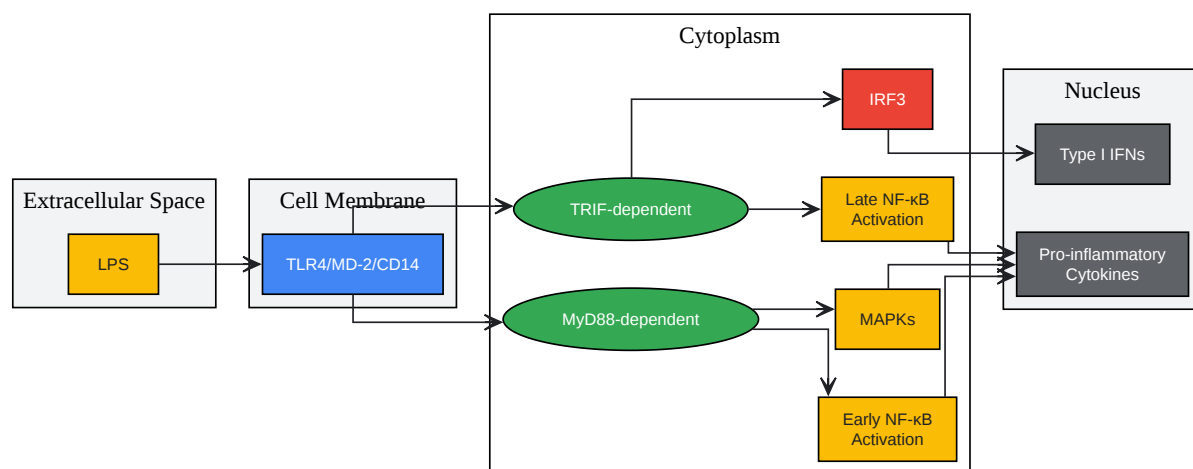 Cytoplasm
Nucleus
IRF3
Type I IFNs
Extracellular Space
Cell Membrane
TRIF-dependent
Late NF-κB
Activation
LPS
TLR4/MD-2/CD14
Pro-inflammatory
Cytokines
MyD88-dependent
MAPKs
Early NF-κB
Activation